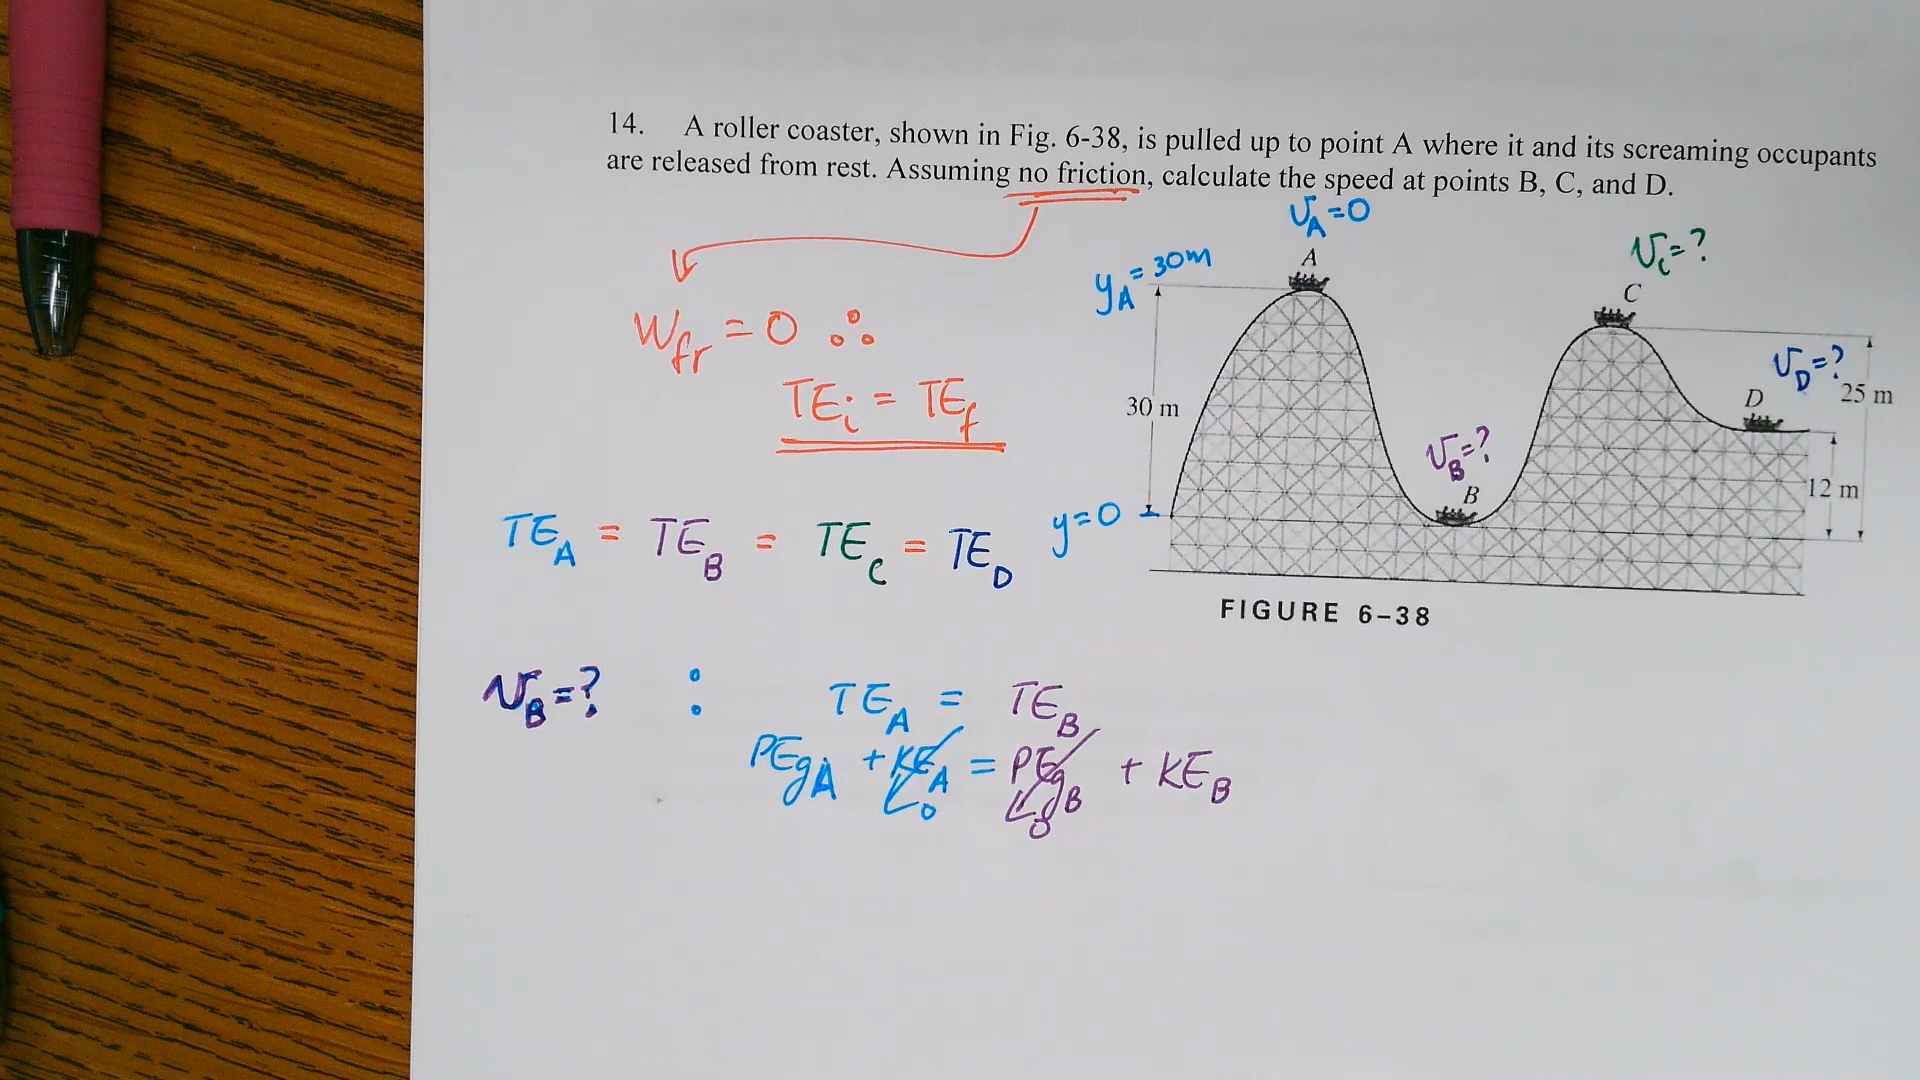 14. A roller coaster, shown in Fig. 6-38, is pulled up to point A where it and its screaming occupants
are released from rest. Assuming no friction, calculate the speed at points B, C, and D.
v_A = 0
v_C = ?
y_A = 30m
A
C
W_fr = 0 ∴
v_D = ?
25 m
D
TE_i = TE_f
30 m
v_B = ?
B
12 m
y = 0
TE_A = TE_B = TE_C = TE_D
FIGURE 6-38
v_B = ? : TE_A = TE_B
PE_gA + KE_A = PE_gB + KE_B
0
0